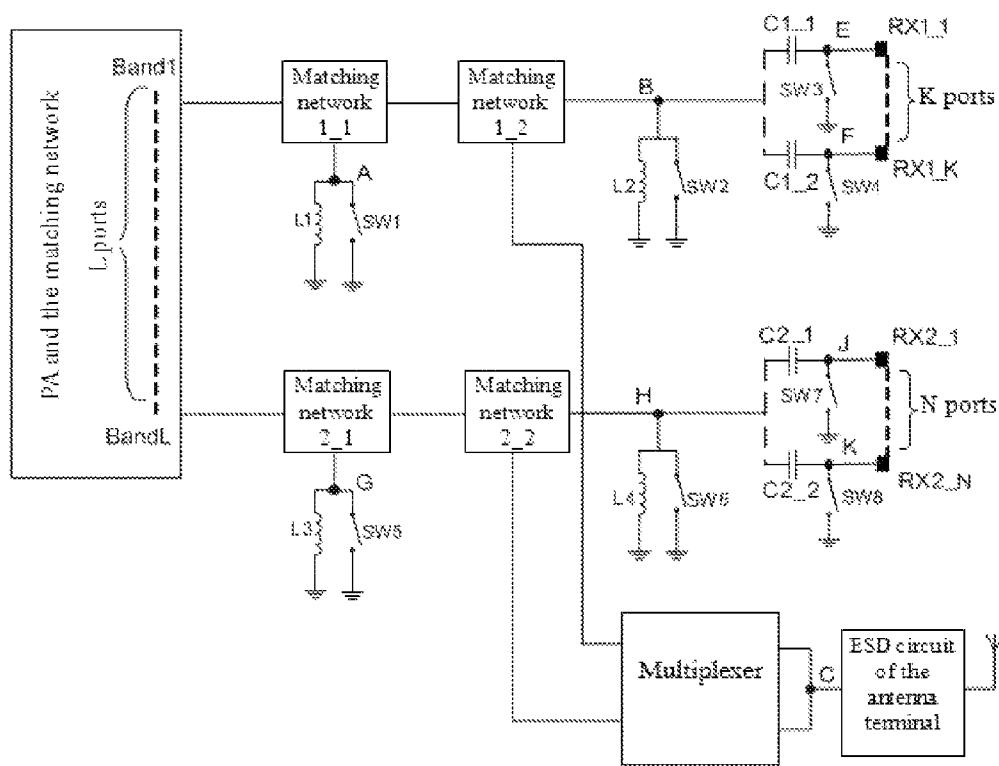 PA and the matching network
L ports
Band1
BandL
Matching
network
1_1
Matching
network
1_2
A
L1
SW1
B
L2
SW2
C1_1
E
RX1_1
SW3
K ports
F
C1_2
SW4
RX1_K
Matching
network
2_1
Matching
network
2_2
G
L3
SW5
H
L4
SW6
C2_1
J
RX2_1
SW7
N ports
K
C2_2
SW8
RX2_N
Multiplexer
C
ESD circuit
of the
antenna
terminal